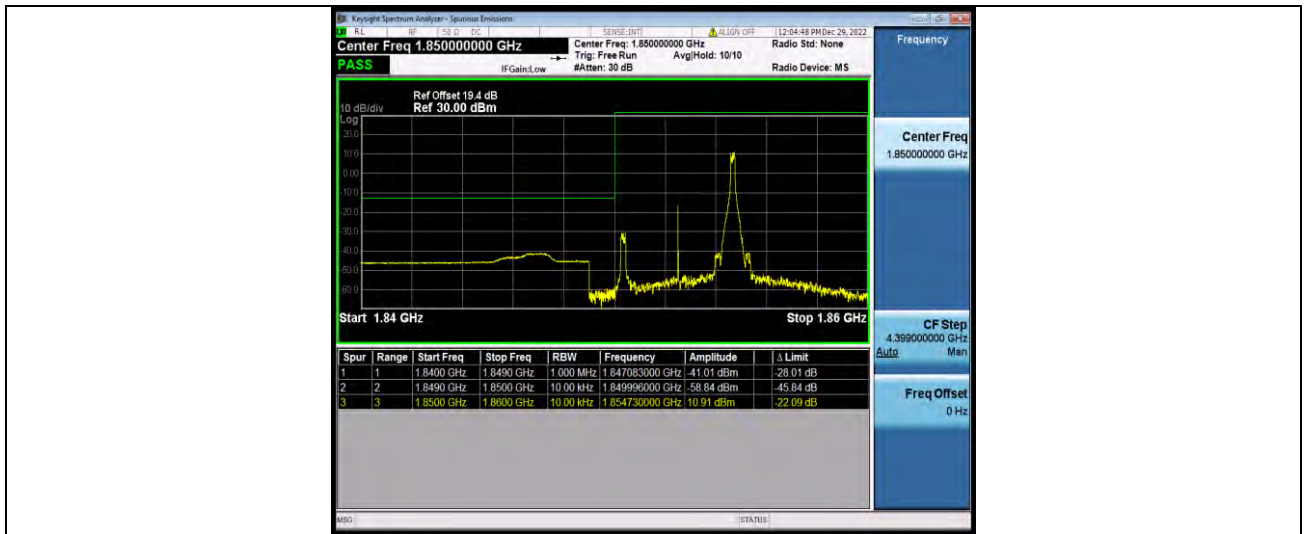 Keysight Spectrum Analyzer - Spurious Emissions
RL RF 50 Ω DC SENSE:INT ALIGN OFF 12:04:48 PM Dec 29, 2022
Center Freq 1.850000000 GHz Center Freq: 1.850000000 GHz Radio Std: None Frequency
Trig: Free Run Avg|Hold: 10/10
PASS IFGain:Low #Atten: 30 dB Radio Device: MS
Ref Offset 19.4 dB
10 dB/div Ref 30.00 dBm
Log
20.0
10.0
0.00
-10.0
-20.0
-30.0
-40.0
-50.0
-60.0
Start 1.84 GHz Stop 1.86 GHz
Center Freq
1.850000000 GHz
CF Step
4.399000000 GHz
Auto Man
Freq Offset
0 Hz
Spur Range Start Freq Stop Freq RBW Frequency Amplitude Δ Limit
1 1 1.8400 GHz 1.8490 GHz 1.000 MHz 1.847083000 GHz -41.01 dBm -28.01 dB
2 2 1.8490 GHz 1.8500 GHz 10.00 kHz 1.849996000 GHz -58.84 dBm -45.84 dB
3 3 1.8500 GHz 1.8600 GHz 10.00 kHz 1.854730000 GHz 10.91 dBm -22.09 dB
MSG STATUS